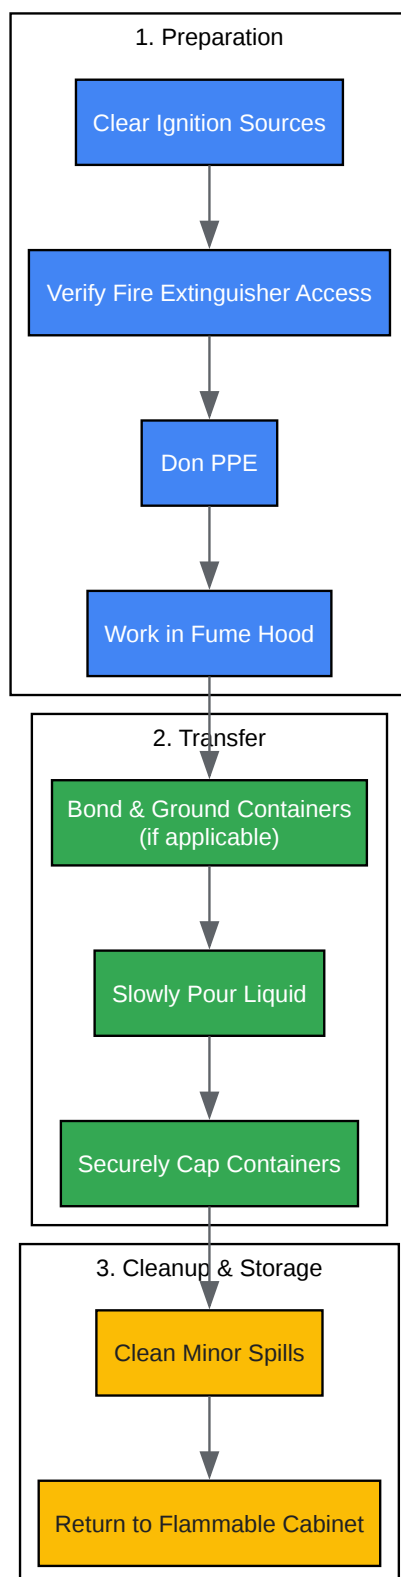 1. Preparation
Clear Ignition Sources
Verify Fire Extinguisher Access
Don PPE
Work in Fume Hood
2. Transfer
Bond & Ground Containers
(if applicable)
Slowly Pour Liquid
Securely Cap Containers
3. Cleanup & Storage
Clean Minor Spills
Return to Flammable Cabinet